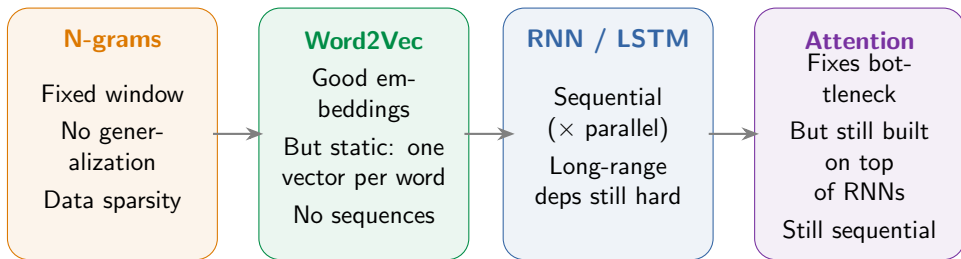 N-grams
Fixed window
No gener-
alization
Data sparsity
Word2Vec
Good em-
beddings
But static: one
vector per word
No sequences
RNN / LSTM
Sequential
(× parallel)
Long-range
deps still hard
Attention
Fixes bot-
tleneck
But still built
on top
of RNNs
Still sequential